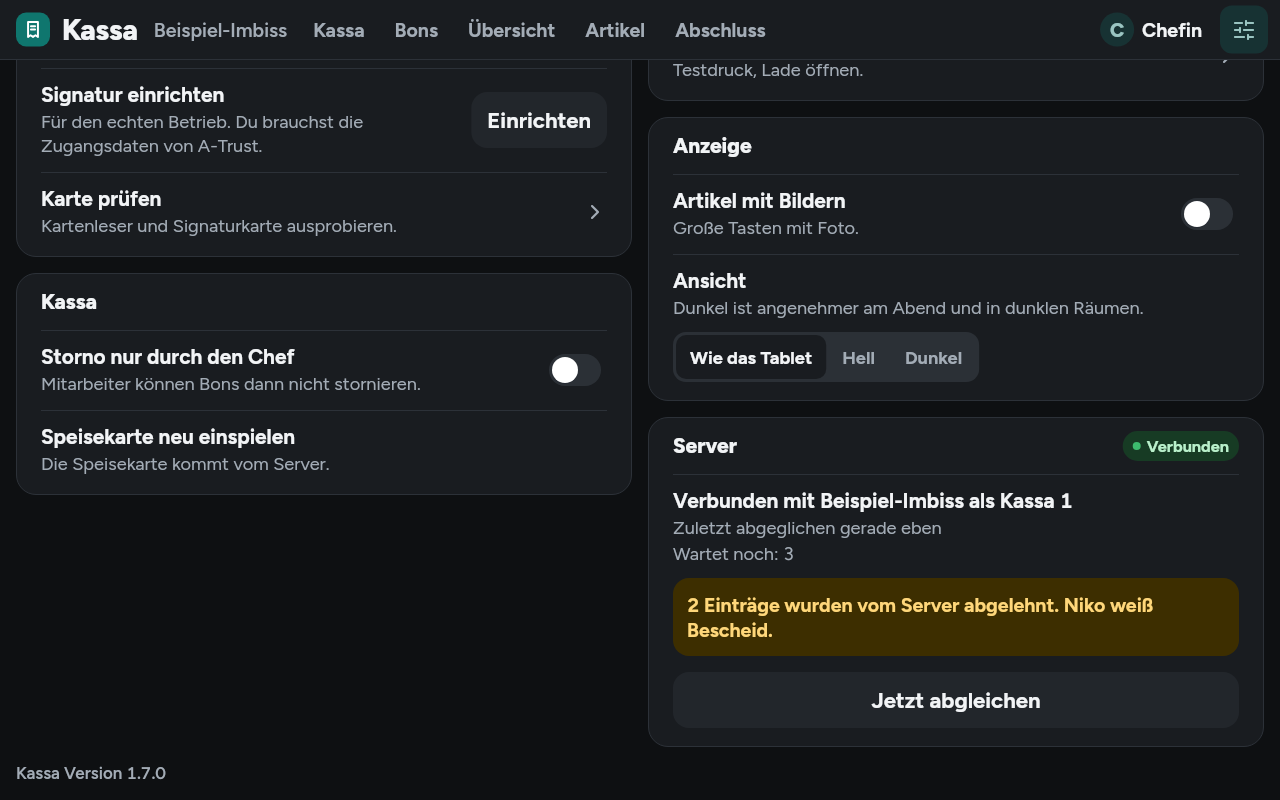 Kassa Beispiel-Imbiss Kassa Bons Übersicht Artikel Abschluss C Chefin
Signatur einrichten
Für den echten Betrieb. Du brauchst die
Zugangsdaten von A-Trust.
Einrichten
Karte prüfen
Kartenleser und Signaturkarte ausprobieren.
Kassa
Storno nur durch den Chef
Mitarbeiter können Bons dann nicht stornieren.
Speisekarte neu einspielen
Die Speisekarte kommt vom Server.
Testdruck, Lade öffnen.
Anzeige
Artikel mit Bildern
Große Tasten mit Foto.
Ansicht
Dunkel ist angenehmer am Abend und in dunklen Räumen.
Wie das Tablet Hell Dunkel
Server Verbunden
Verbunden mit Beispiel-Imbiss als Kassa 1
Zuletzt abgeglichen gerade eben
Wartet noch: 3
2 Einträge wurden vom Server abgelehnt. Niko weiß
Bescheid.
Jetzt abgleichen
Kassa Version 1.7.0